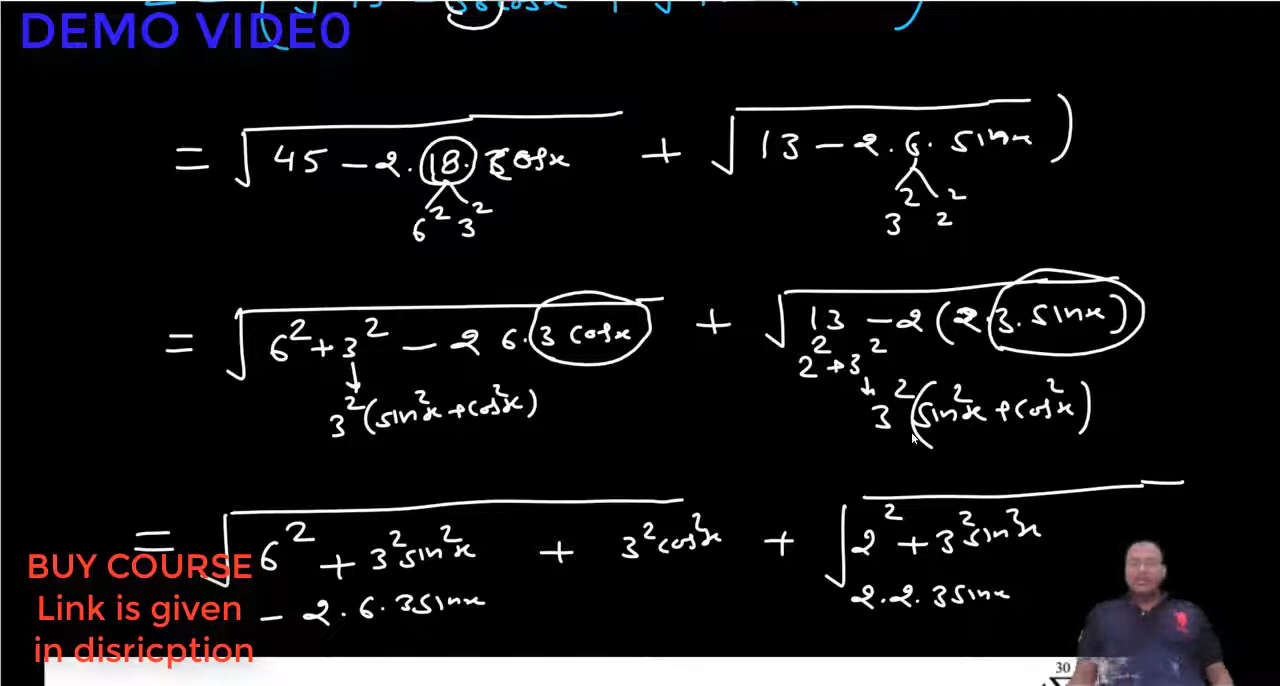 DEMO VIDE0
= √45 − 2.18. cosx + √13 − 2.6. sinx )
6² 3²
3² 2²
= √6² + 3² − 2 6.3 cosx + √13 − 2(2.3.sinx)
2² + 3²
3²(sin²x + cos²x)
3²(sin²x + cos²x)
= √6² + 3²sin²x + 3²cos²x + √2² + 3²sin²x
− 2.6.3sinx
2.2.3sinx
BUY COURSE
Link is given
in disricption
30